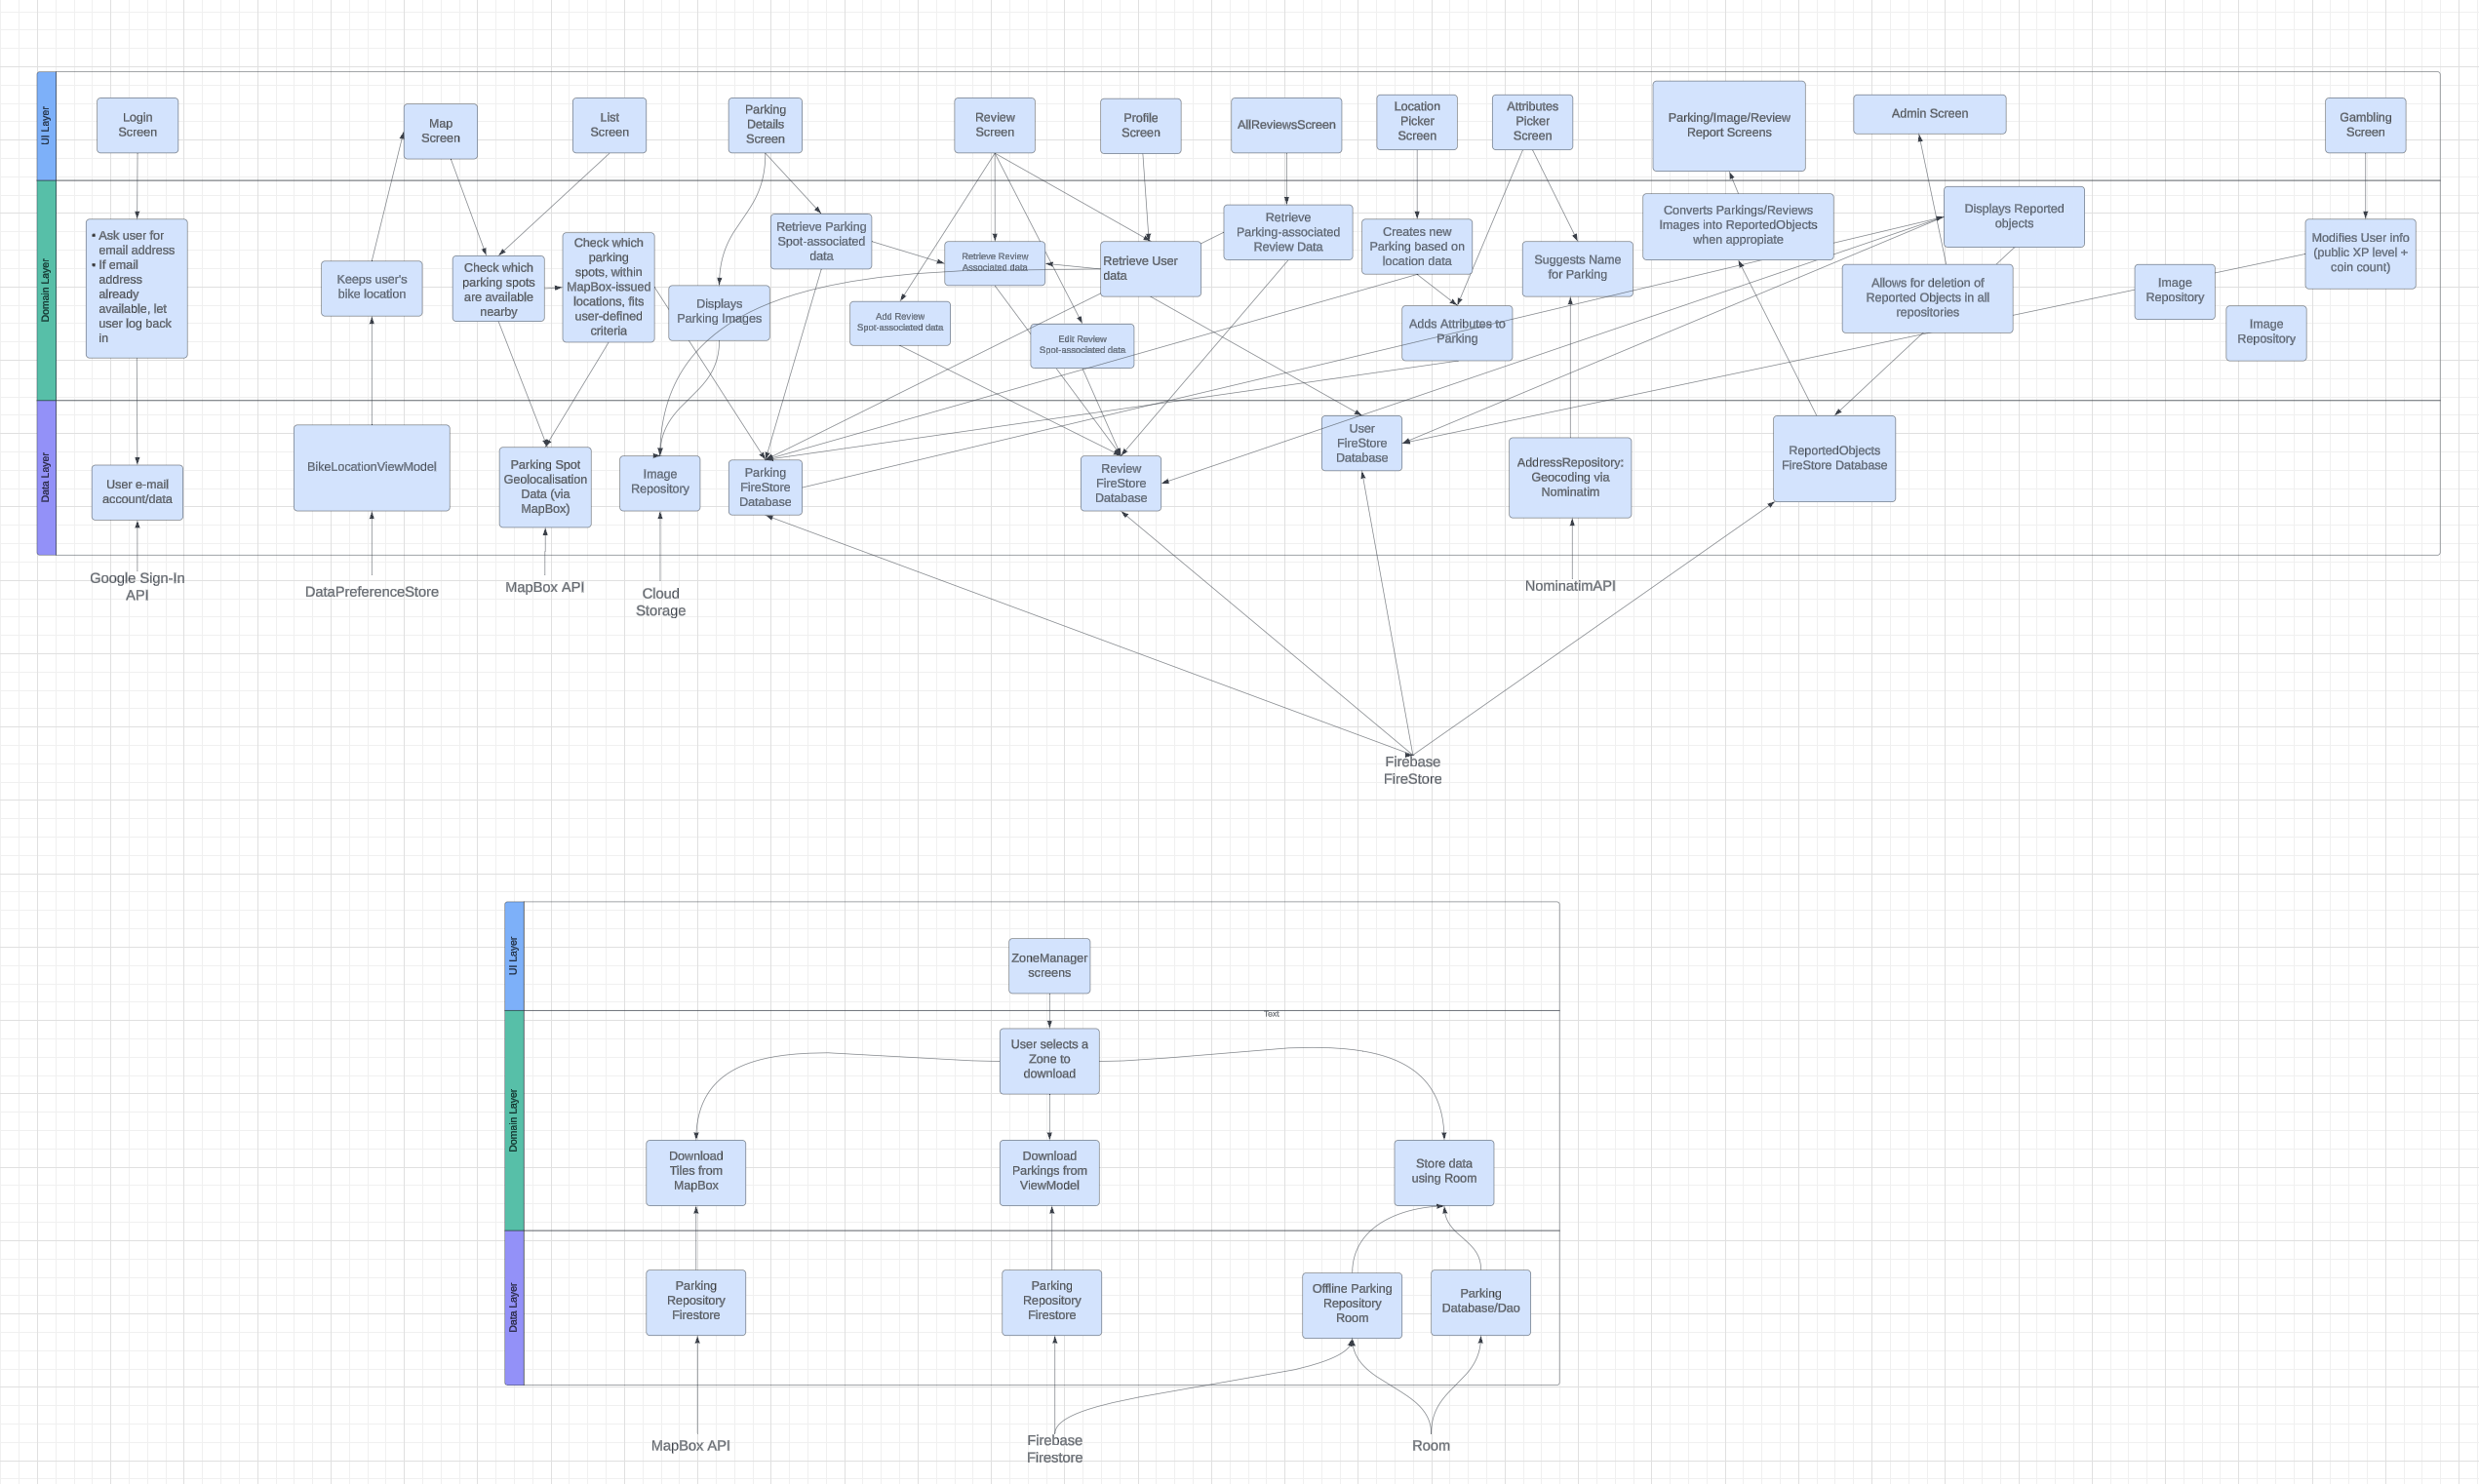 UI Layer
Login
Screen
Map
Screen
List
Screen
Parking
Details
Screen
Review
Screen
Profile
Screen
AllReviewsScreen
Location
Picker
Screen
Attributes
Picker
Screen
Parking/Image/Review
Report Screens
Admin Screen
Gambling
Screen
Domain Layer
• Ask user for
email address
• If email
address
already
available, let
user log back
in
Keeps user's
bike location
Check which
parking spots
are available
nearby
Check which
parking
spots, within
MapBox-issued
locations, fits
user-defined
criteria
Displays
Parking Images
Retrieve Parking
Spot-associated
data
Add Review
Spot-associated data
Retrieve Review
Associated data
Edit Review
Spot-associated data
Retrieve User
data
Retrieve
Parking-associated
Review Data
Creates new
Parking based on
location data
Adds Attributes to
Parking
Suggests Name
for Parking
Converts Parkings/Reviews
Images into ReportedObjects
when appropiate
Displays Reported
objects
Allows for deletion of
Reported Objects in all
repositories
Image
Repository
Image
Repository
Modifies User info
(public XP level +
coin count)
Data Layer
User e-mail
account/data
BikeLocationViewModel
Parking Spot
Geolocalisation
Data (via
MapBox)
Image
Repository
Parking
FireStore
Database
Review
FireStore
Database
User
FireStore
Database
AddressRepository:
Geocoding via
Nominatim
ReportedObjects
FireStore Database
Google Sign-In
API
DataPreferenceStore
MapBox API
Cloud
Storage
NominatimAPI
Firebase
FireStore
UI Layer
ZoneManager
screens
Text
Domain Layer
User selects a
Zone to
download
Download
Tiles from
MapBox
Download
Parkings from
ViewModel
Store data
using Room
Data Layer
Parking
Repository
Firestore
Parking
Repository
Firestore
Offline Parking
Repository
Room
Parking
Database/Dao
MapBox API
Firebase
Firestore
Room